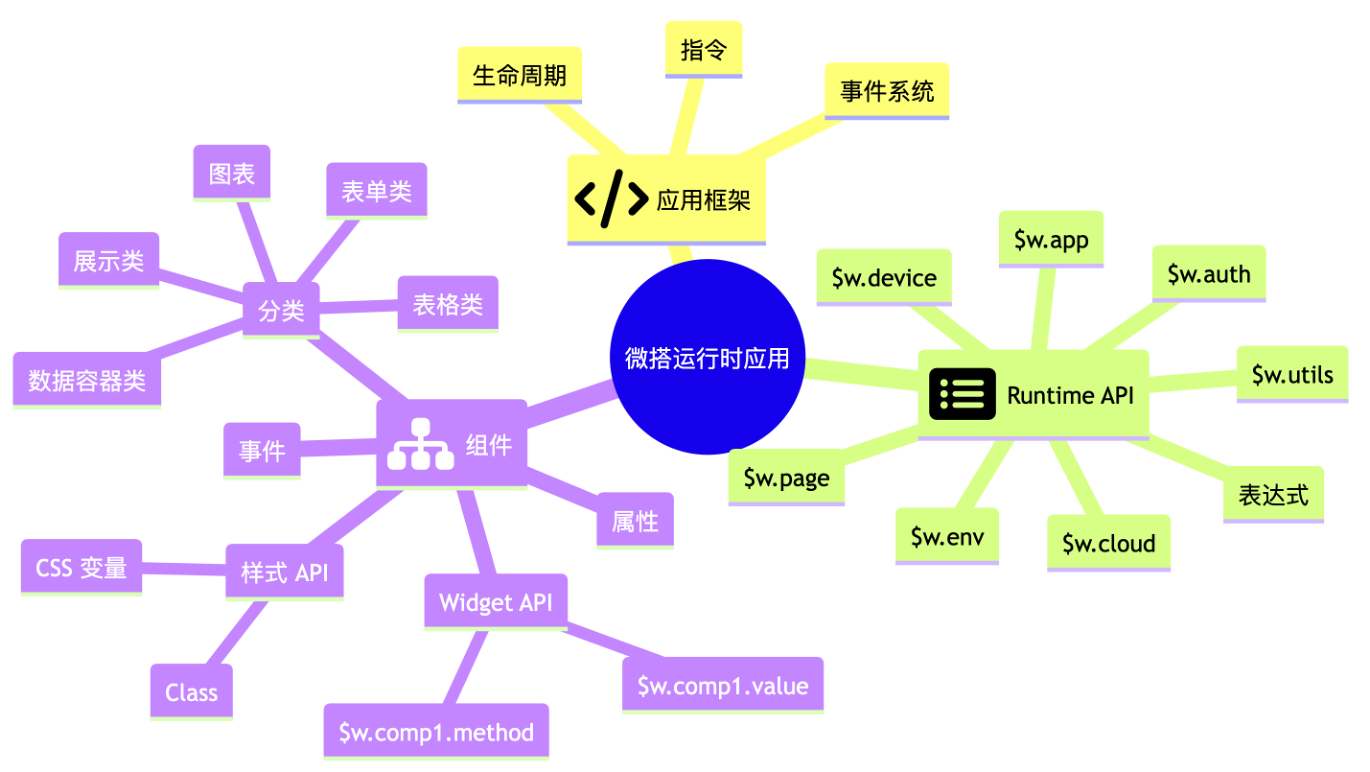 指令
生命周期
事件系统
应用框架
图表
表单类
展示类
分类
表格类
数据容器类
$w.app
$w.device
$w.auth
微搭运行时应用
$w.utils
Runtime API
组件
事件
$w.page
表达式
属性
$w.env
$w.cloud
CSS 变量
样式 API
Widget API
Class
$w.comp1.value
$w.comp1.method